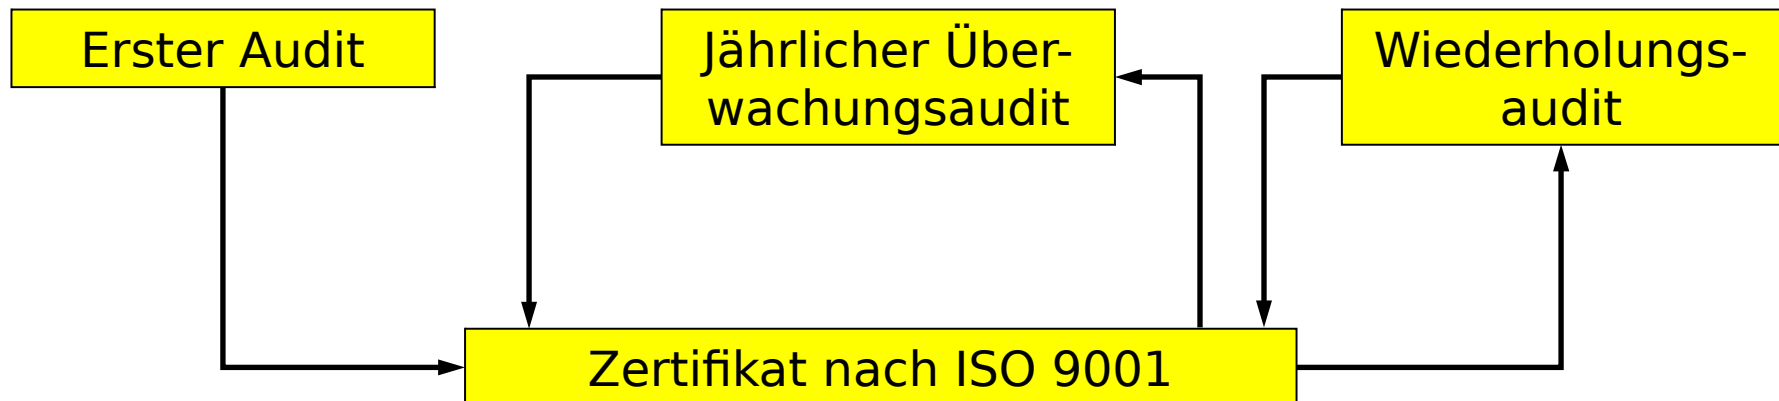 Erster Audit
Jährlicher Über-
wachungsaudit
Wiederholungs-
audit
Zertifikat nach ISO 9001